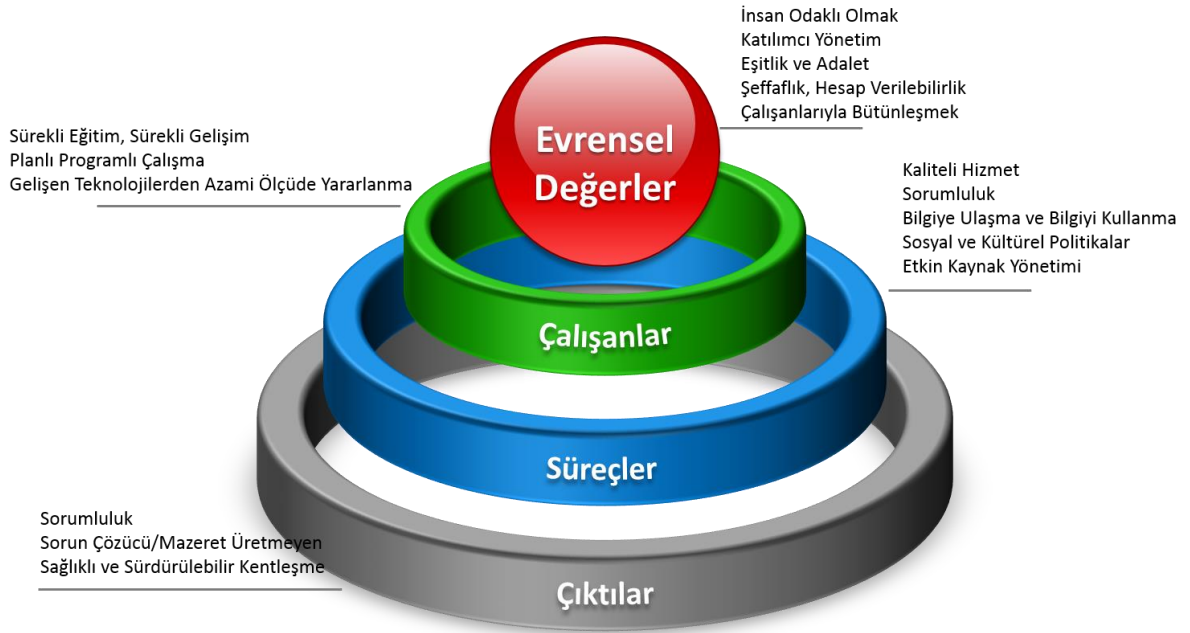 İnsan Odaklı Olmak
Katılımcı Yönetim
Eşitlik ve Adalet
Şeffaflık, Hesap Verilebilirlik
Çalışanlarıyla Bütünleşmek
Evrensel
Değerler
Sürekli Eğitim, Sürekli Gelişim
Planlı Programlı Çalışma
Gelişen Teknolojilerden Azami Ölçüde Yararlanma
Çalışanlar
Kaliteli Hizmet
Sorumluluk
Bilgiye Ulaşma ve Bilgiyi Kullanma
Sosyal ve Kültürel Politikalar
Etkin Kaynak Yönetimi
Süreçler
Sorumluluk
Sorun Çözücü/Mazeret Üretmeyen
Sağlıklı ve Sürdürülebilir Kentleşme
Çıktılar